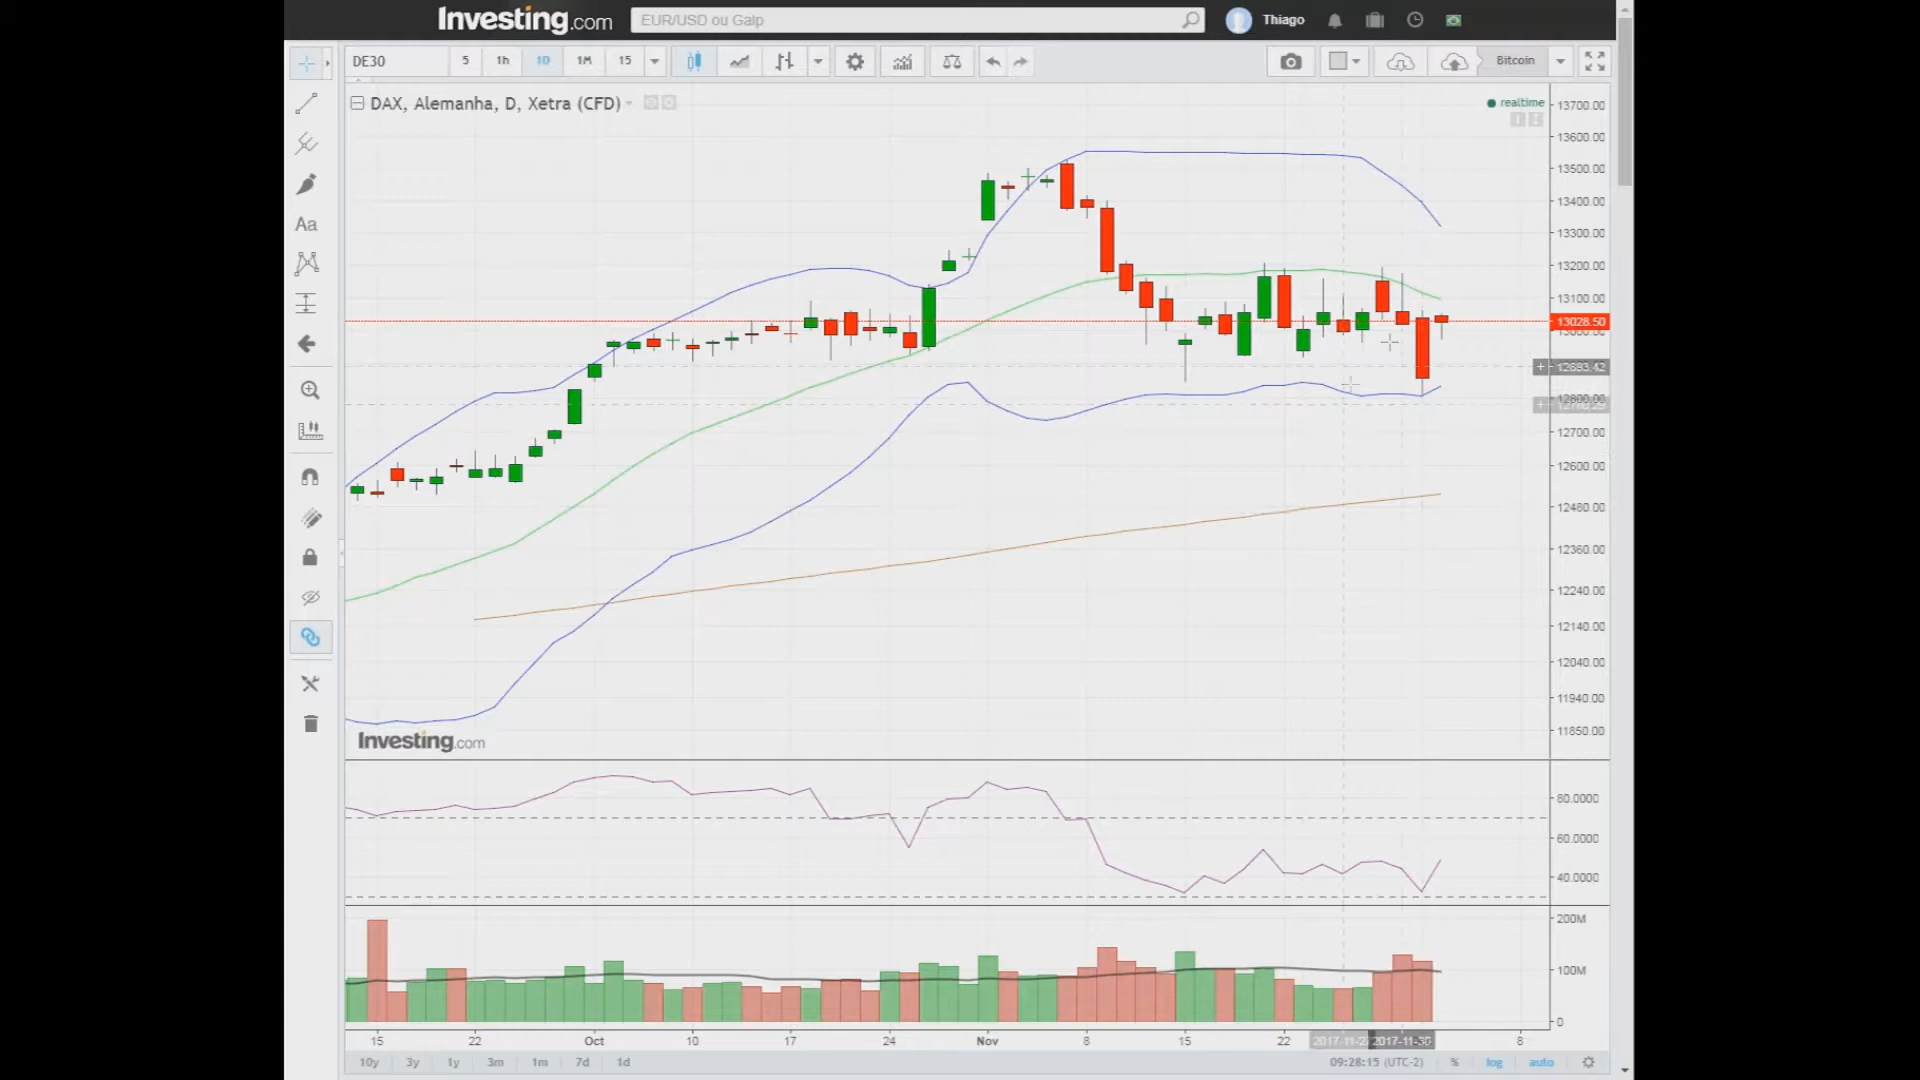 Investing.com
EUR/USD ou Galp
Thiago
DE30
5
1h
1D
1M
15
Bitcoin
DAX, Alemanha, D, Xetra (CFD)
realtime
13700.00
13600.00
13500.00
13400.00
13300.00
13200.00
13100.00
13028.50
12800.00
12700.00
12600.00
12480.00
12360.00
12240.00
12140.00
12040.00
11940.00
11850.00
Aa
Investing.com
80.0000
60.0000
40.0000
200M
100M
0
15
22
Oct
10
17
24
Nov
8
15
22
2017-11-30
8
10y
3y
1y
3m
1m
7d
1d
09:28:15 (UTC-2)
%
log
auto